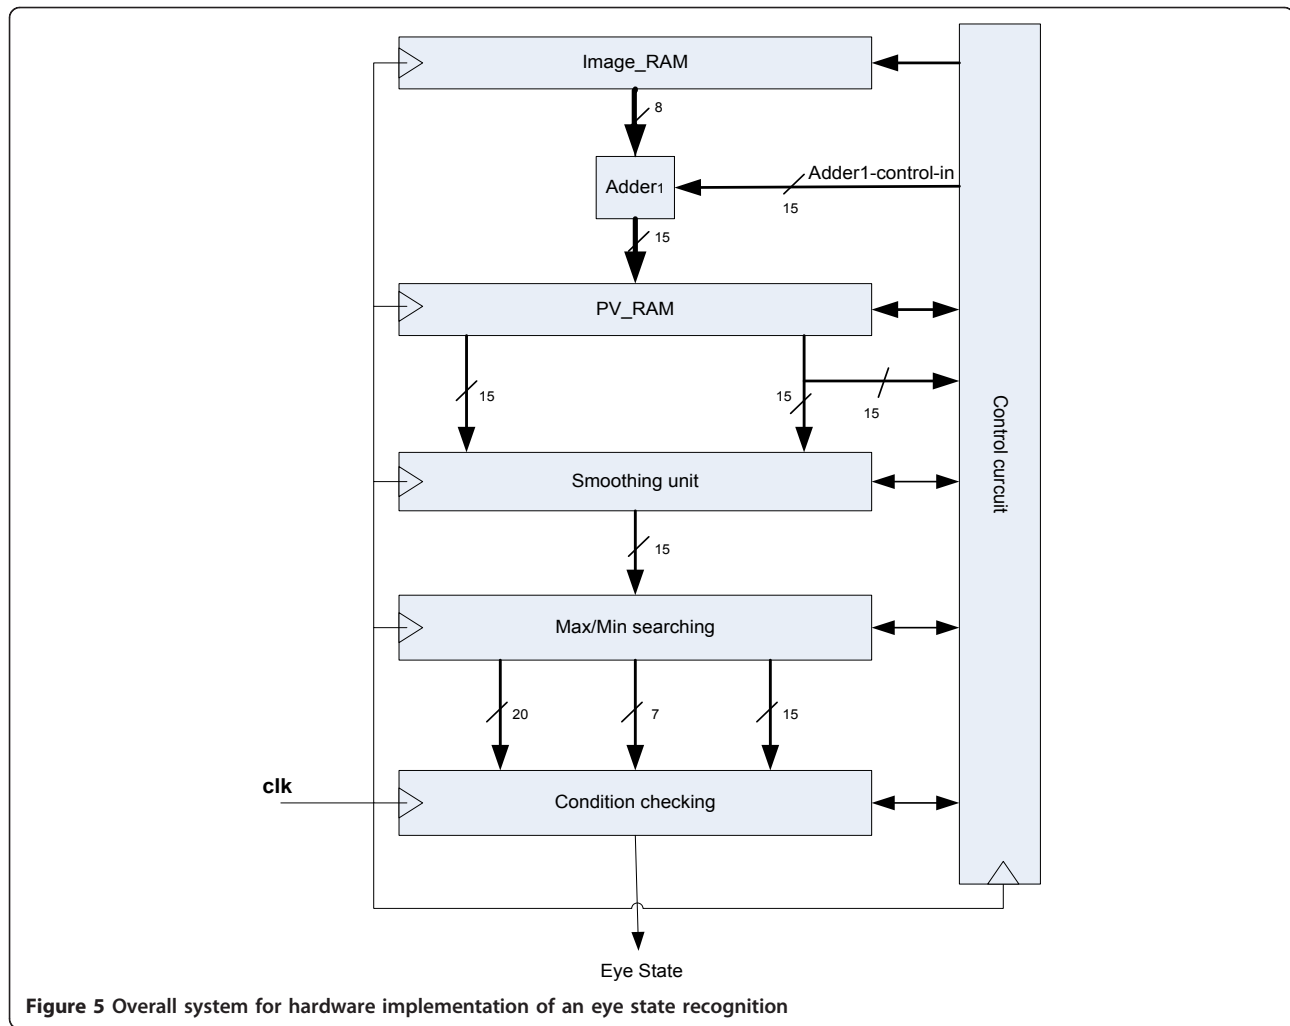 Image_RAM
8
Adder1
Adder1-control-in
15
15
PV_RAM
15
15
15
Smoothing unit
15
Max/Min searching
20
7
15
clk
Condition checking
Control curcuit
Eye State
Figure 5 Overall system for hardware implementation of an eye state recognition